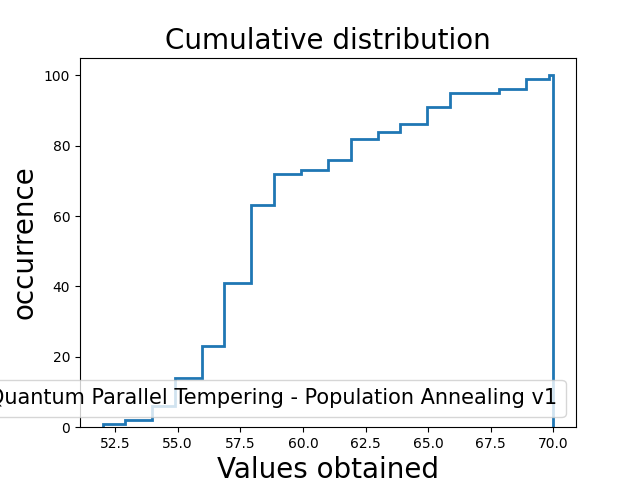 Cumulative distribution
occurrence
100
80
60
40
20
0
Quantum Parallel Tempering - Population Annealing v1
52.5 55.0 57.5 60.0 62.5 65.0 67.5 70.0
Values obtained